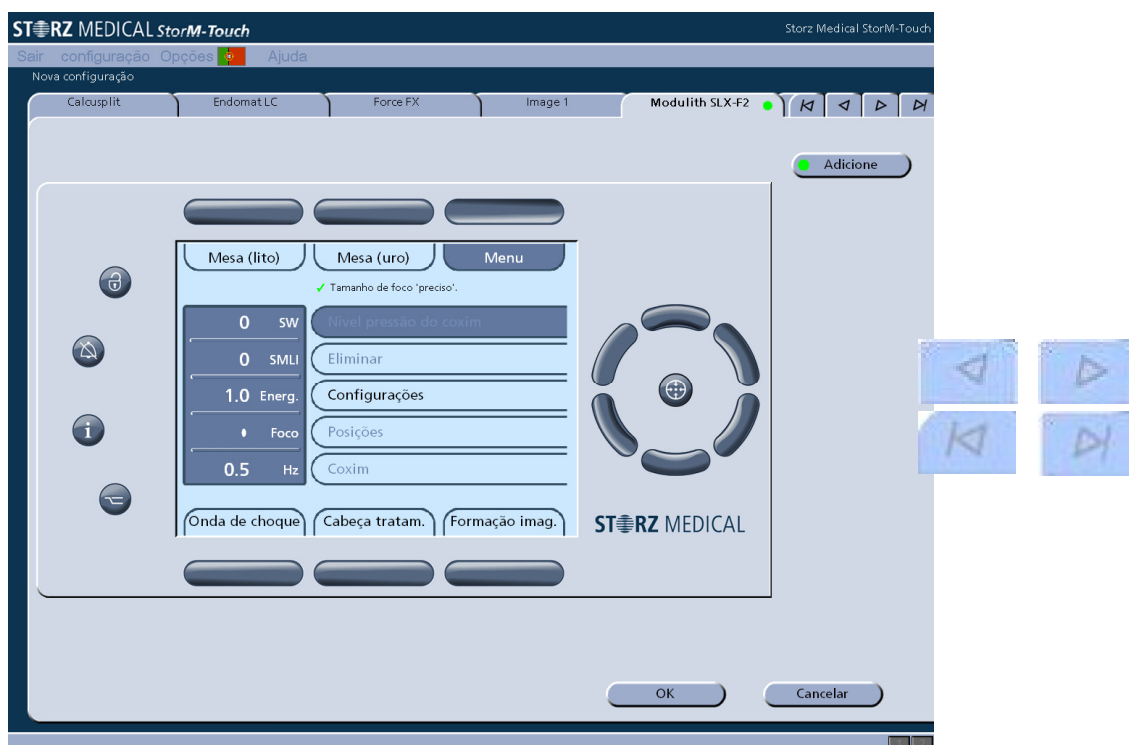 STORZ MEDICAL StorM-Touch
Storz Medical StorM-Touch
Sair configuração Opções Ajuda
Nova configuração
Calcusplit
Endomat LC
Force FX
Image 1
Modulith SLX-F2
Adicione
Mesa (lito)
Mesa (uro)
Menu
✓ Tamanho de foco 'preciso'.
0 SW
Nível pressão do coxim
0 SMLI
Eliminar
1.0 Energ.
Configurações
Foco
Posições
0.5 Hz
Coxim
Onda de choque
Cabeça tratam.
Formação imag.
STORZ MEDICAL
OK
Cancelar